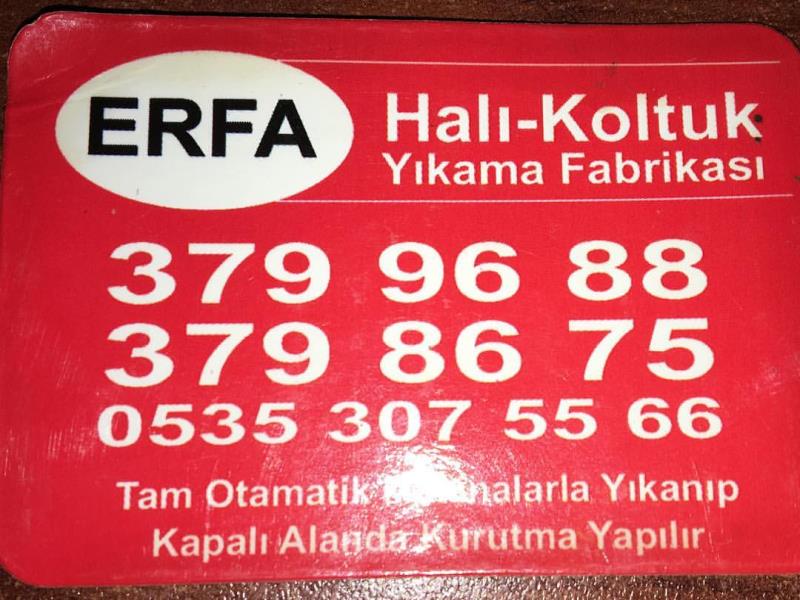 ERFA
Halı-Koltuk
Yıkama Fabrikası
379 96 88
379 86 75
0535 307 55 66
Tam Otamatik Yıkanıp
Kapalı Alanda Kurutma Yapılır